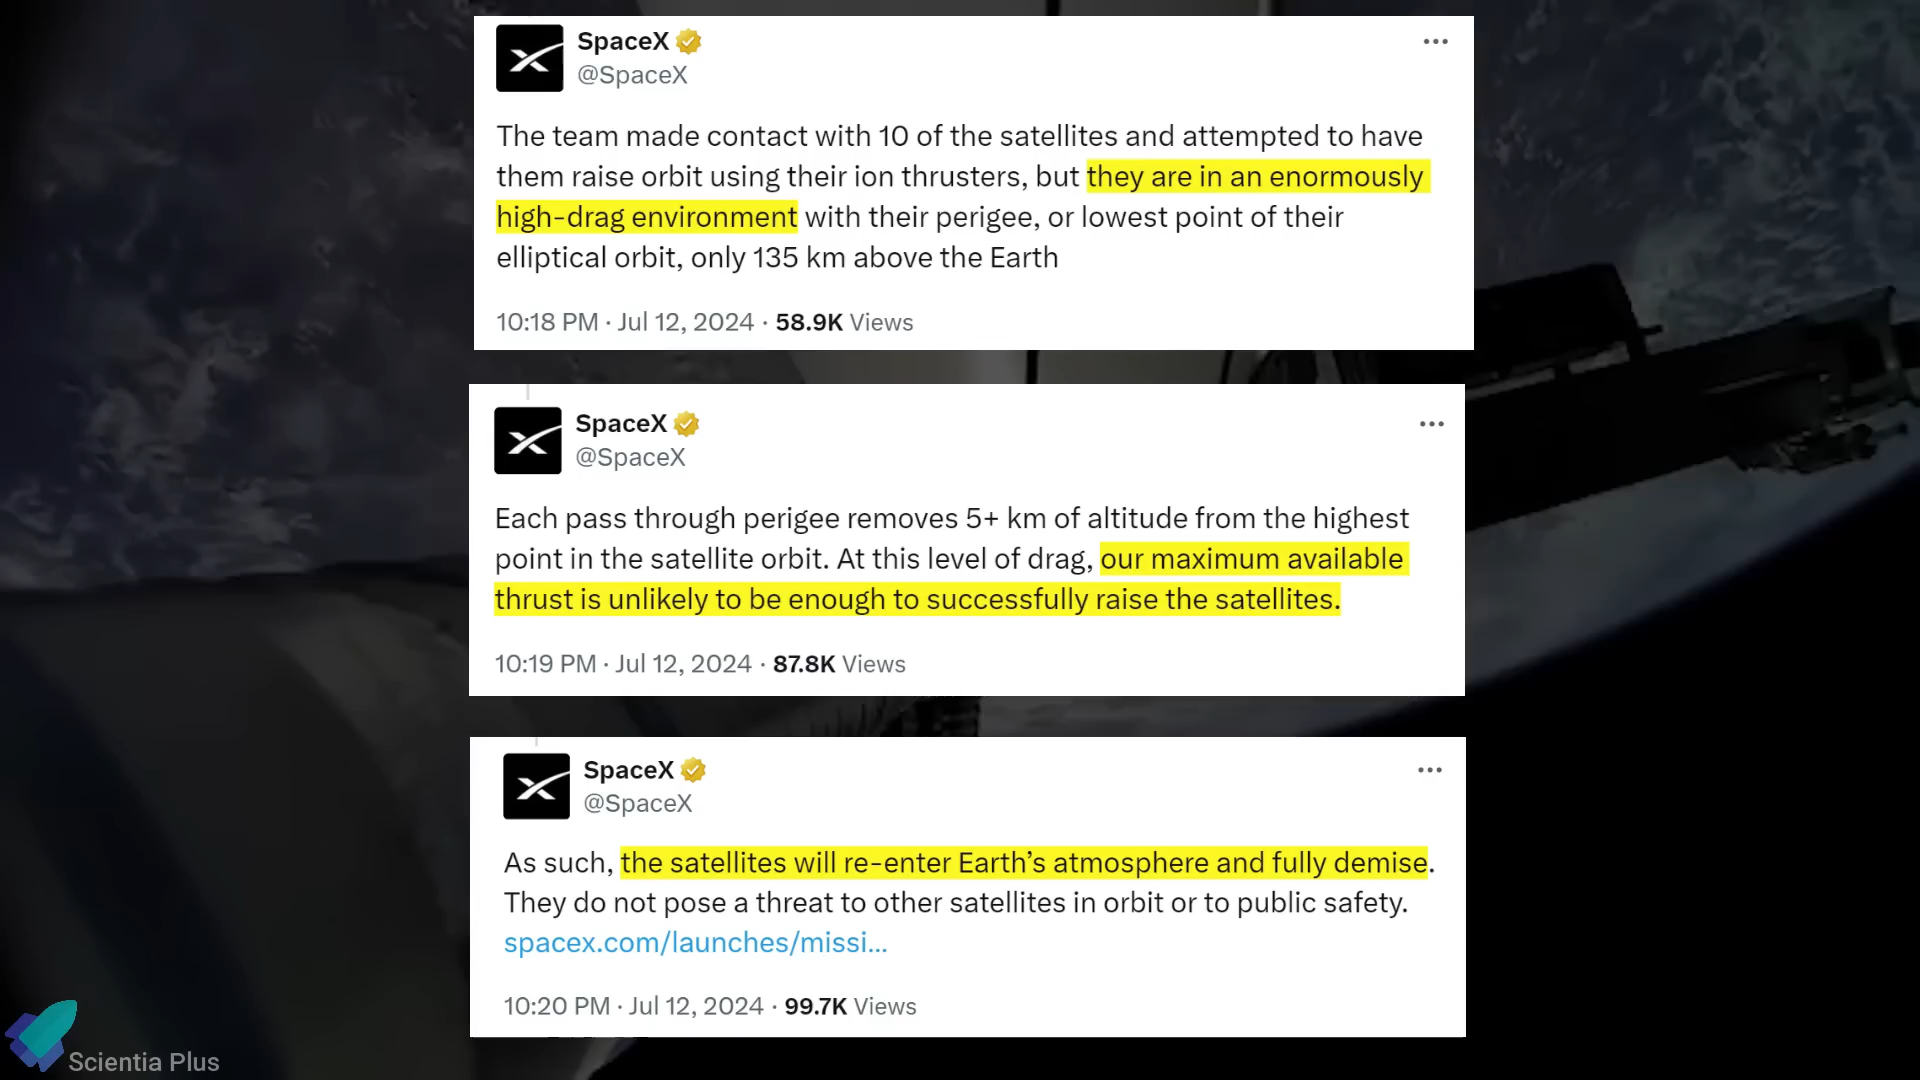 SpaceX
@SpaceX
The team made contact with 10 of the satellites and attempted to have
them raise orbit using their ion thrusters, but they are in an enormously
high-drag environment with their perigee, or lowest point of their
elliptical orbit, only 135 km above the Earth
10:18 PM · Jul 12, 2024 · 58.9K Views
SpaceX
@SpaceX
Each pass through perigee removes 5+ km of altitude from the highest
point in the satellite orbit. At this level of drag, our maximum available
thrust is unlikely to be enough to successfully raise the satellites.
10:19 PM · Jul 12, 2024 · 87.8K Views
SpaceX
@SpaceX
As such, the satellites will re-enter Earth’s atmosphere and fully demise.
They do not pose a threat to other satellites in orbit or to public safety.
spacex.com/launches/missi...
10:20 PM · Jul 12, 2024 · 99.7K Views
Scientia Plus